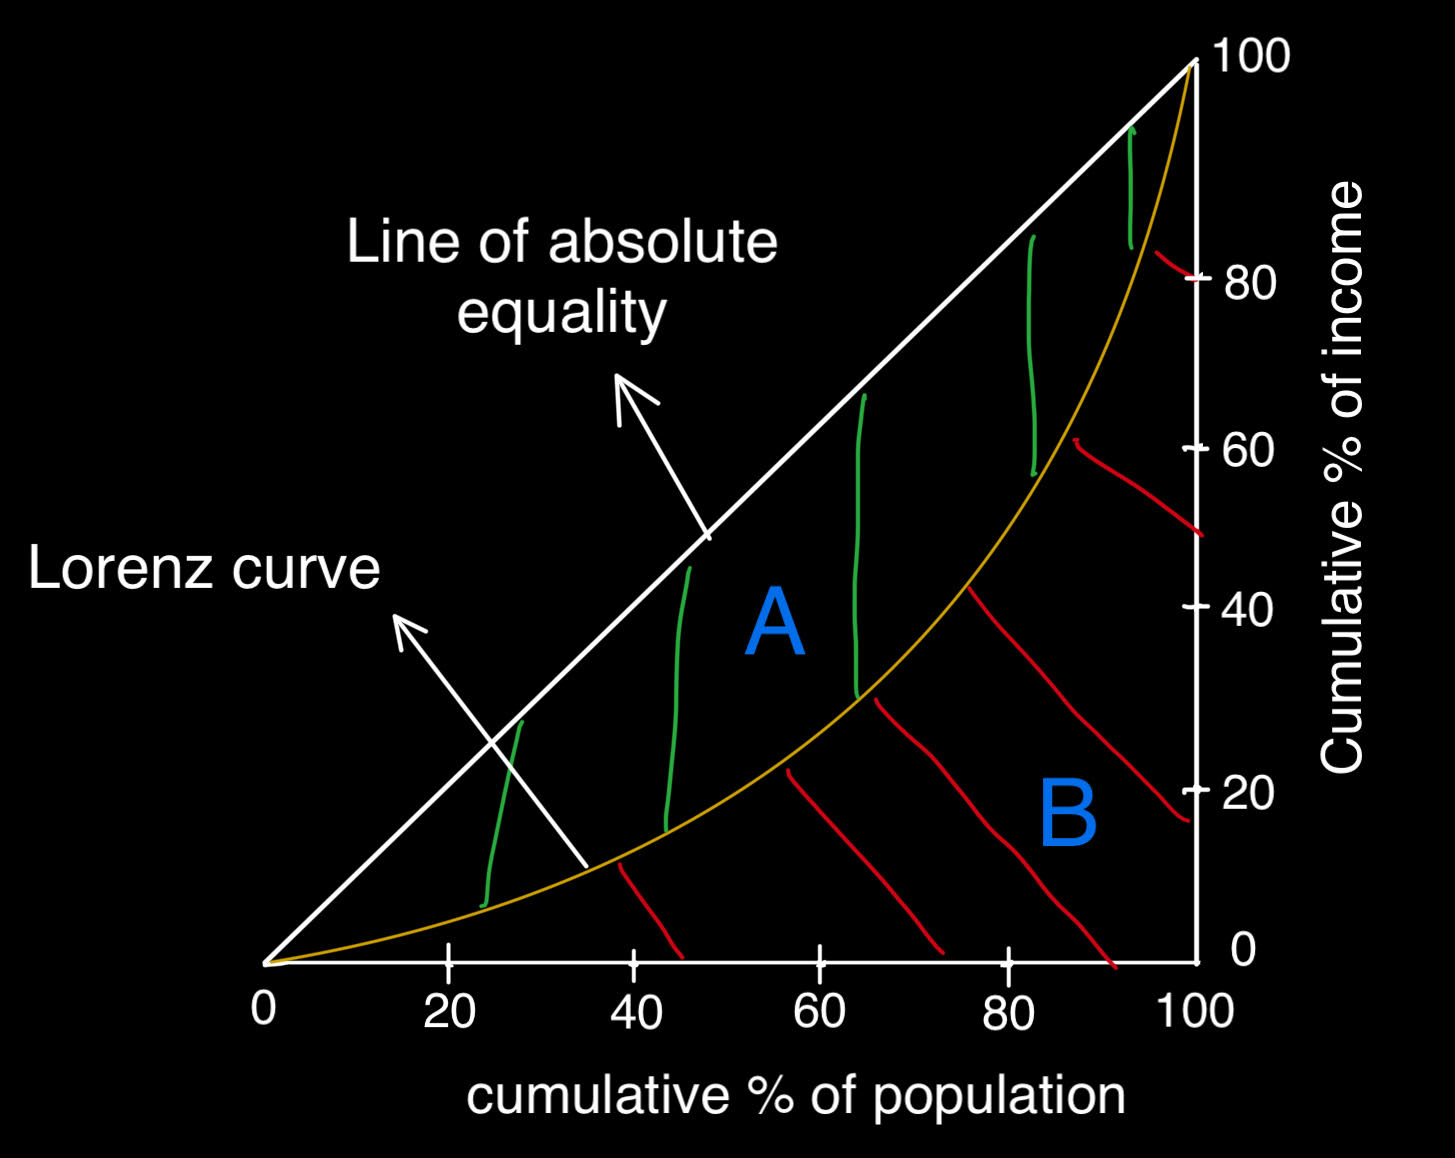 100
Line of absolute
equality
80
Cumulative % of income
60
Lorenz curve
A
40
B
20
0
0 20 40 60 80 100
cumulative % of population